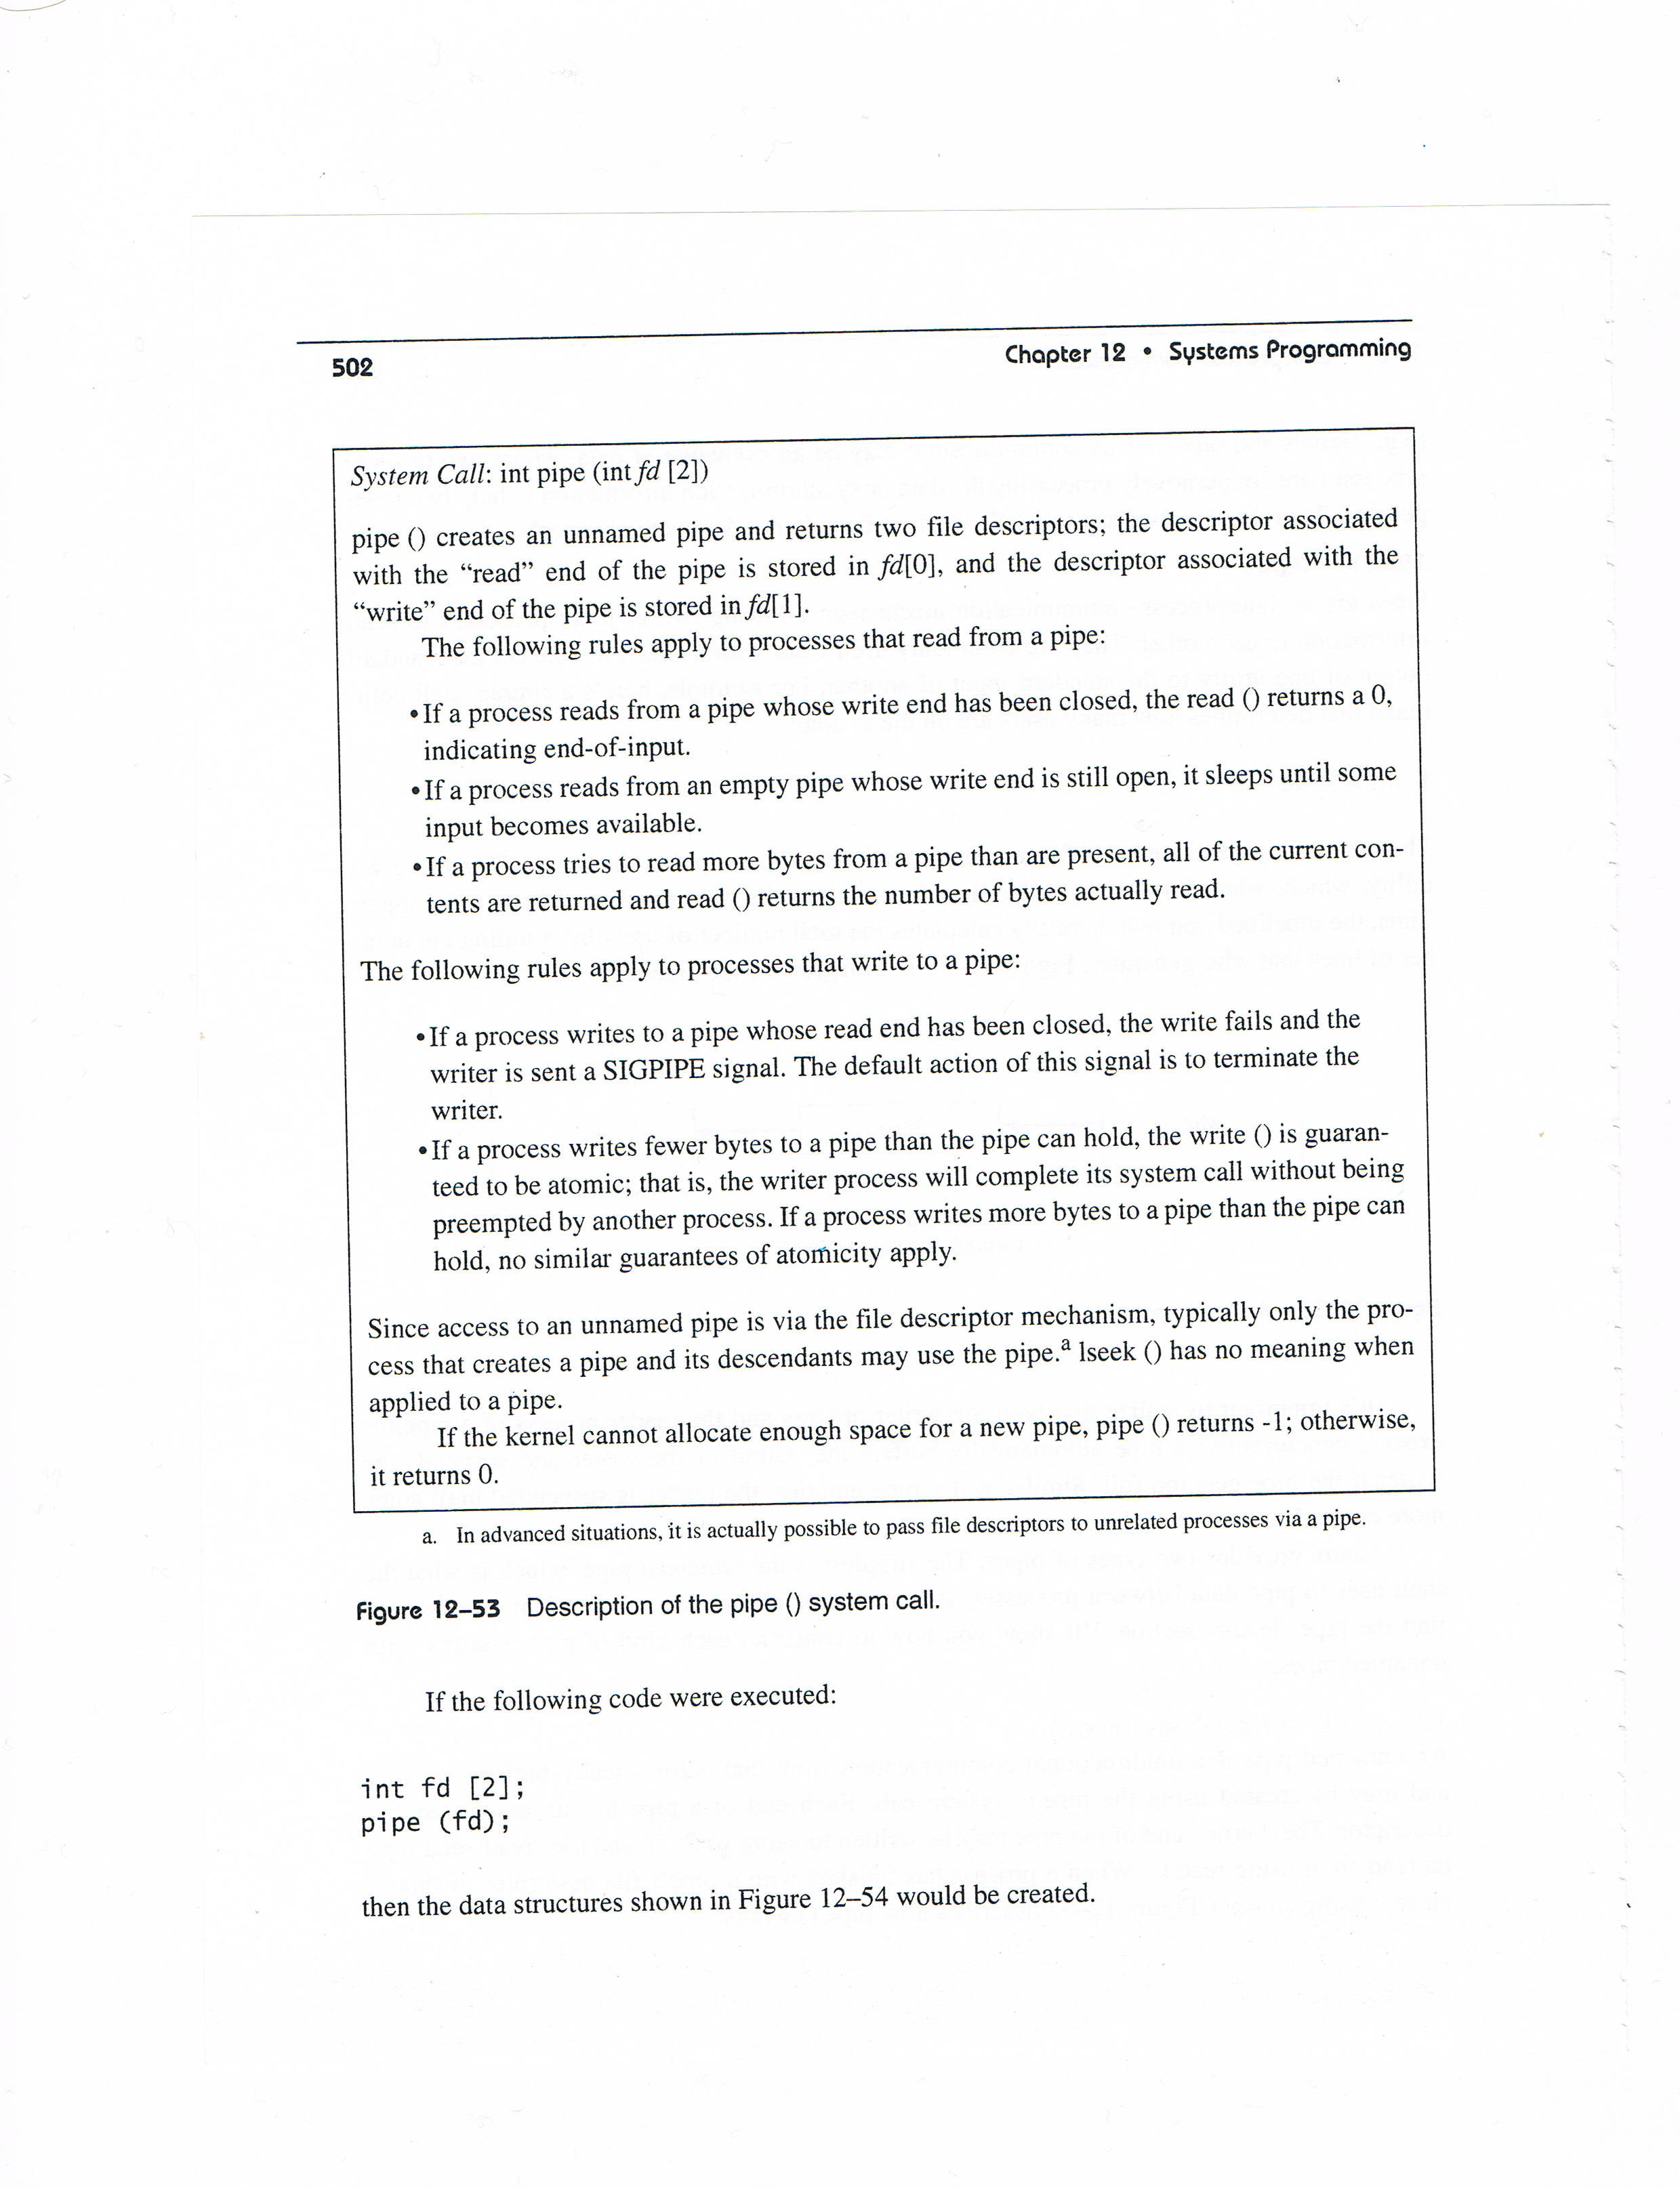 502
Chapter 12 • Systems Programming
System Call: int pipe (int fd [2])
pipe () creates an unnamed pipe and returns two file descriptors; the descriptor associated
with the “read” end of the pipe is stored in fd[0], and the descriptor associated with the
“write” end of the pipe is stored in fd[1].
The following rules apply to processes that read from a pipe:
• If a process reads from a pipe whose write end has been closed, the read () returns a 0,
indicating end-of-input.
• If a process reads from an empty pipe whose write end is still open, it sleeps until some
input becomes available.
• If a process tries to read more bytes from a pipe than are present, all of the current con-
tents are returned and read () returns the number of bytes actually read.
The following rules apply to processes that write to a pipe:
• If a process writes to a pipe whose read end has been closed, the write fails and the
writer is sent a SIGPIPE signal. The default action of this signal is to terminate the
writer.
• If a process writes fewer bytes to a pipe than the pipe can hold, the write () is guaran-
teed to be atomic; that is, the writer process will complete its system call without being
preempted by another process. If a process writes more bytes to a pipe than the pipe can
hold, no similar guarantees of atomicity apply.
Since access to an unnamed pipe is via the file descriptor mechanism, typically only the pro-
cess that creates a pipe and its descendants may use the pipe.a lseek () has no meaning when
applied to a pipe.
If the kernel cannot allocate enough space for a new pipe, pipe () returns -1; otherwise,
it returns 0.
a. In advanced situations, it is actually possible to pass file descriptors to unrelated processes via a pipe.
Figure 12–53 Description of the pipe () system call.
If the following code were executed:
int fd [2];
pipe (fd);
then the data structures shown in Figure 12–54 would be created.